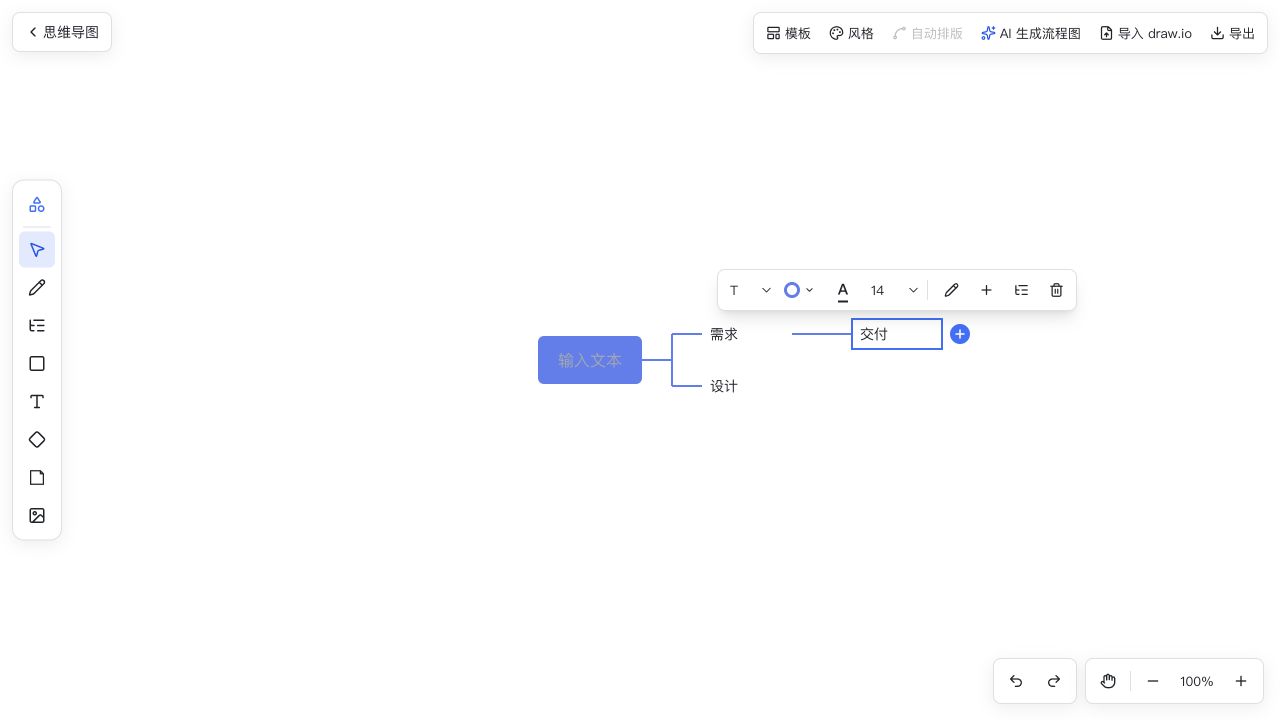 思维导图
模板 风格 自动排版 AI 生成流程图 导入 draw.io 导出
T A 14
需求 交付
输入文本
设计
100%